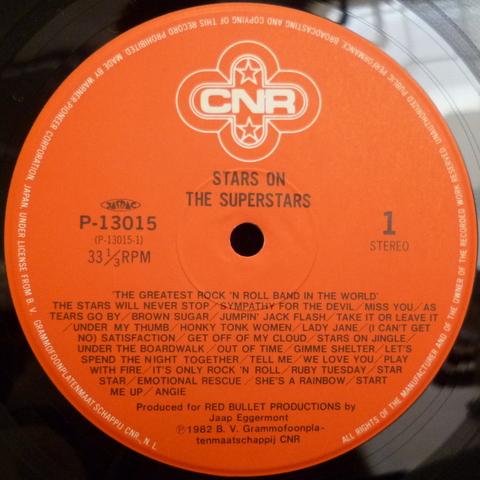 CNR
STARS ON
THE SUPERSTARS
JASRAC
P-13015
(P-13015-1)
33 1/3 RPM
1
STEREO
'THE GREATEST ROCK 'N ROLL BAND IN THE WORLD'
THE STARS WILL NEVER STOP/SYMPATHY FOR THE DEVIL/MISS YOU/AS
TEARS GO BY/BROWN SUGAR/JUMPIN' JACK FLASH/TAKE IT OR LEAVE IT
/UNDER MY THUMB/HONKY TONK WOMEN/LADY JANE/(I CAN'T GET
NO) SATISFACTION/GET OFF OF MY CLOUD/STARS ON JINGLE/
UNDER THE BOARDWALK/OUT OF TIME/GIMME SHELTER/LET'S
SPEND THE NIGHT TOGETHER/TELL ME/WE LOVE YOU/PLAY
WITH FIRE/IT'S ONLY ROCK 'N ROLL/RUBY TUESDAY/STAR
STAR/EMOTIONAL RESCUE/SHE'S A RAINBOW/START
ME UP/ANGIE
Produced for RED BULLET PRODUCTIONS by
Jaap Eggermont
Ⓟ1982 B. V. Grammofoonpla-
tenmaatschappij CNR
ALL RIGHTS OF THE MANUFACTURER AND OF THE OWNER OF THE RECORDED WORK RESERVED UNAUTHORIZED PUBLIC PERFORMANCE, BROADCASTING AND COPYING OF THIS RECORD PROHIBITED MADE BY WARNER-PIONEER CORPORATION, JAPAN, UNDER LICENSE FROM B. V. GRAMMOFOONPLATENMAATSCHAPPIJ CNR., N. L